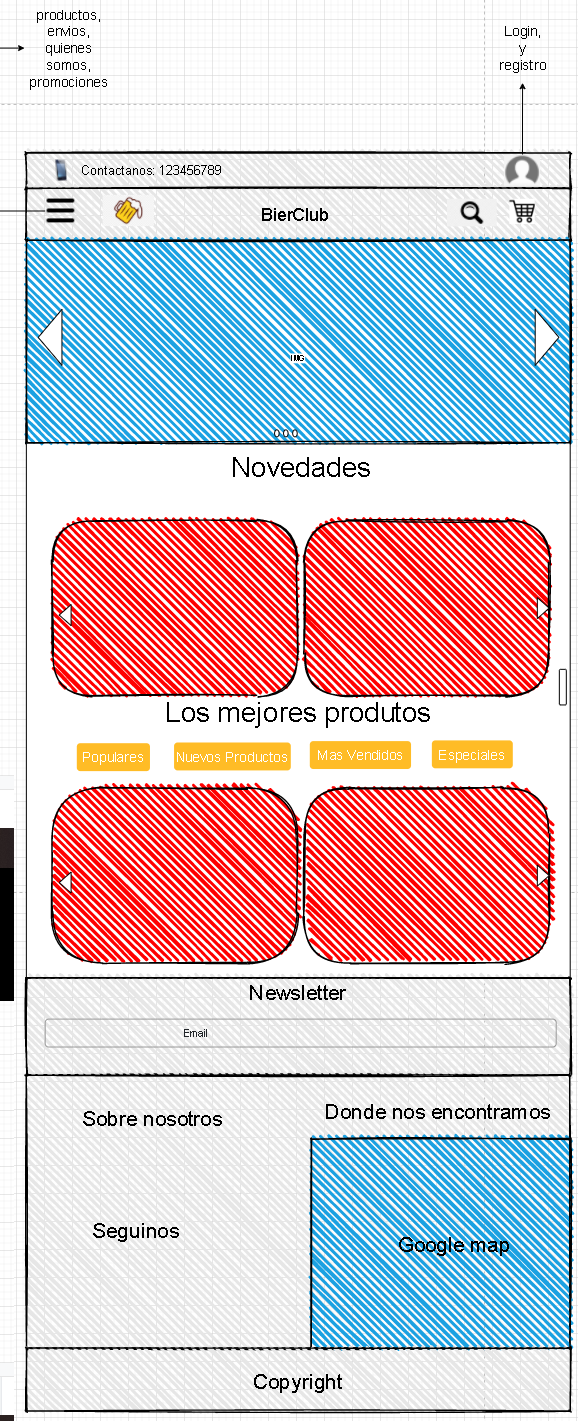 productos,
envios,
quienes
somos,
promociones
Login,
y
registro
Contactanos: 123456789
BierClub
IMG
Novedades
Los mejores produtos
Populares
Nuevos Productos
Mas Vendidos
Especiales
Newsletter
Email
Sobre nosotros
Donde nos encontramos
Seguinos
Google map
Copyright